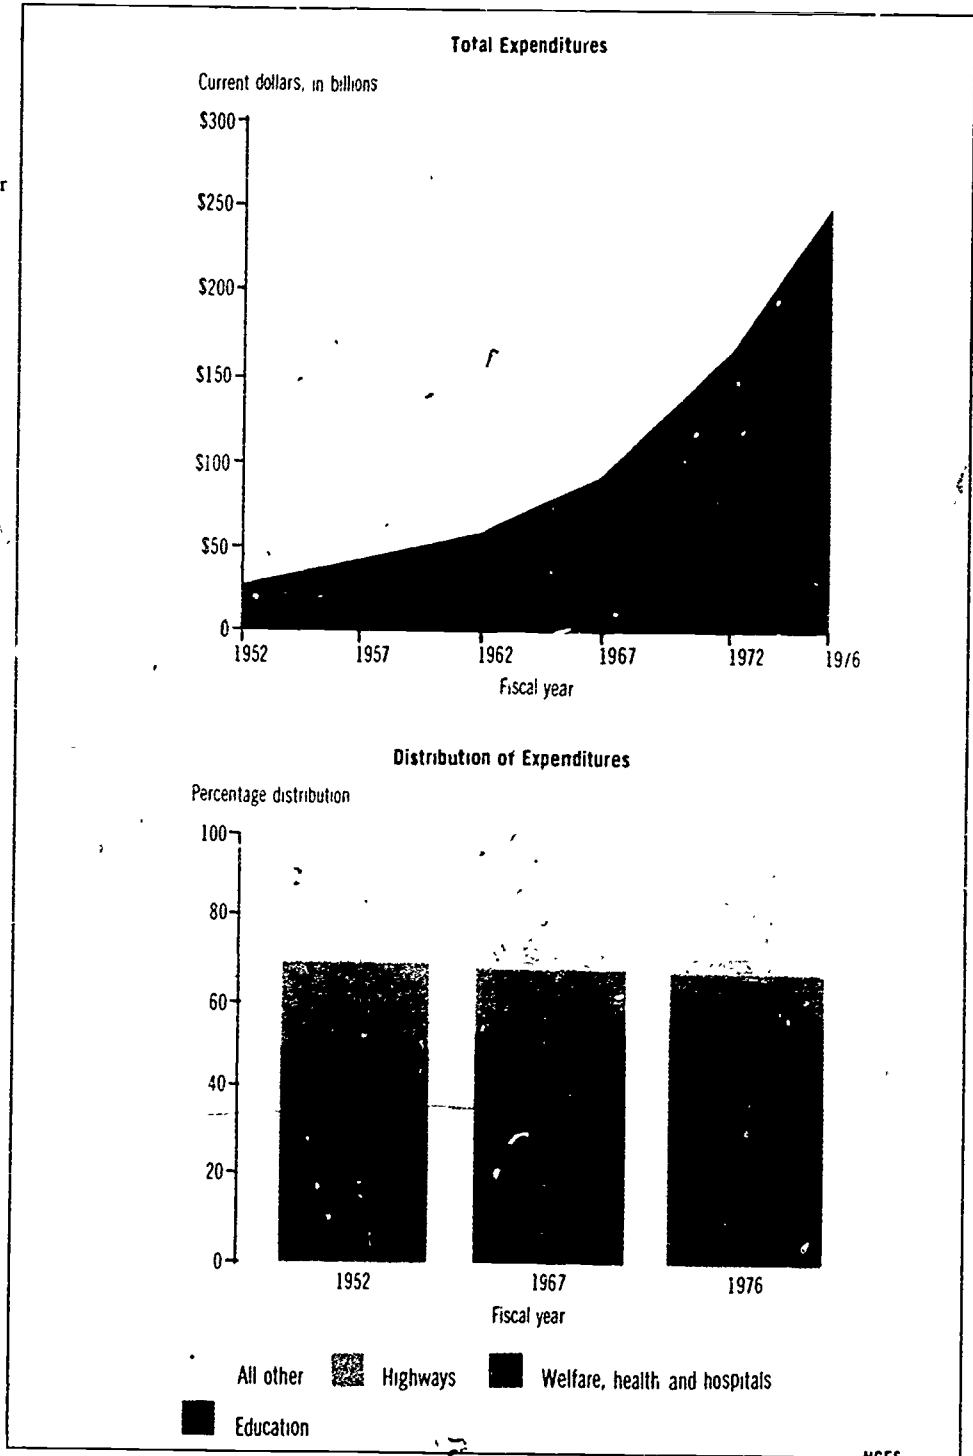 Total Expenditures
Current dollars, in billions
$300
$250
r
$200
$150
$100
$50
0
1952 1957 1962 1967 1972 19/6
Fiscal year
Distribution of Expenditures
Percentage distribution
100
80
60
40
20
0
1952 1967 1976
Fiscal year
All other Highways Welfare, health and hospitals
Education